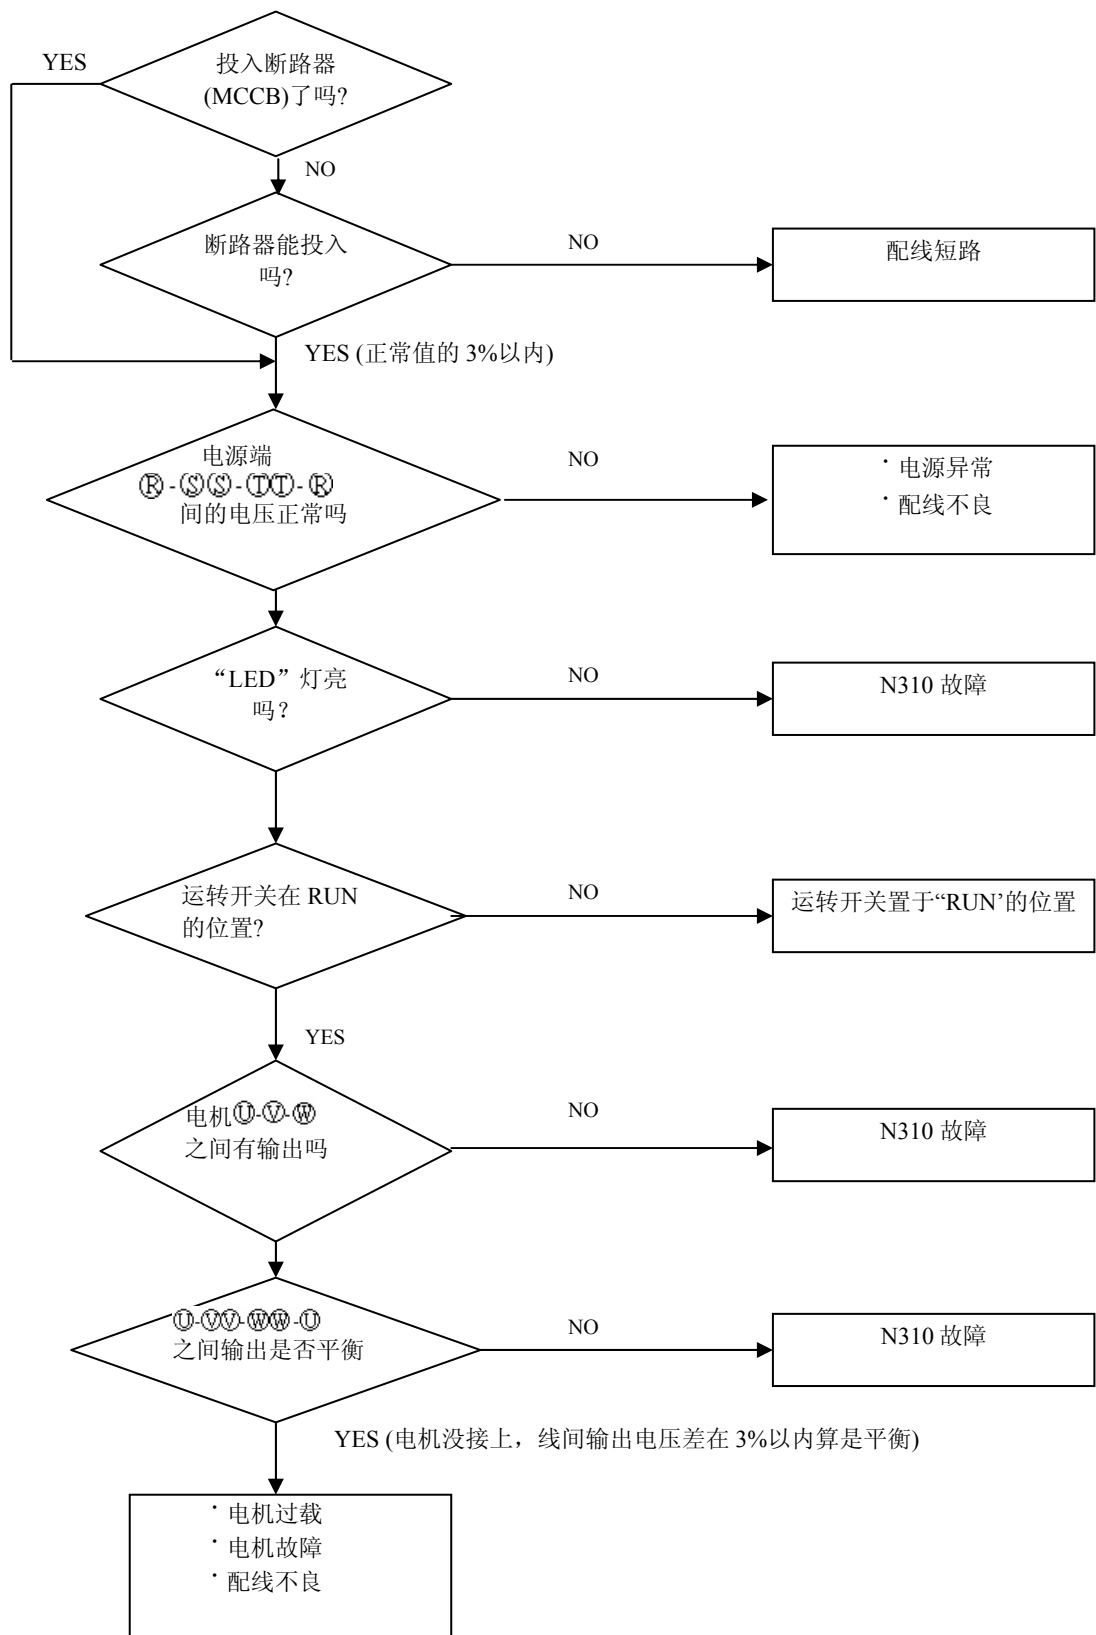 YES
投入断路器
(MCCB)了吗?
NO
断路器能投入
吗?
NO
配线短路
YES (正常值的 3%以内)
电源端
Ⓡ-ⓈⓈ-ⓉⓉ-Ⓡ
间的电压正常吗
NO
·电源异常
·配线不良
“LED”灯亮
吗?
NO
N310 故障
运转开关在 RUN
的位置?
NO
运转开关置于“RUN’的位置
YES
电机Ⓤ-Ⓥ-Ⓦ
之间有输出吗
NO
N310 故障
Ⓤ-ⓋⓋ-ⓌⓌ-Ⓤ
之间输出是否平衡
NO
N310 故障
YES (电机没接上，线间输出电压差在 3%以内算是平衡)
·电机过载
·电机故障
·配线不良